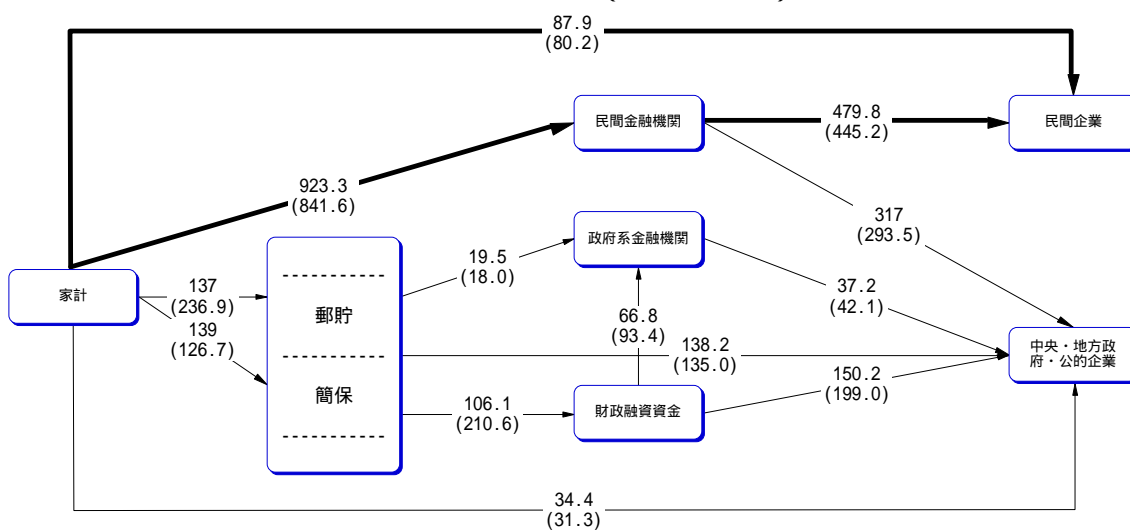 87.9
(80.2)
民間金融機関
479.8
(445.2)
民間企業
923.3
(841.6)
317
(293.5)
政府系金融機関
19.5
(18.0)
37.2
(42.1)
家計
137
(236.9)
139
(126.7)
郵貯
66.8
(93.4)
138.2
(135.0)
中央・地方政
府・公的企業
簡保
150.2
(199.0)
106.1
(210.6)
財政融資資金
34.4
(31.3)